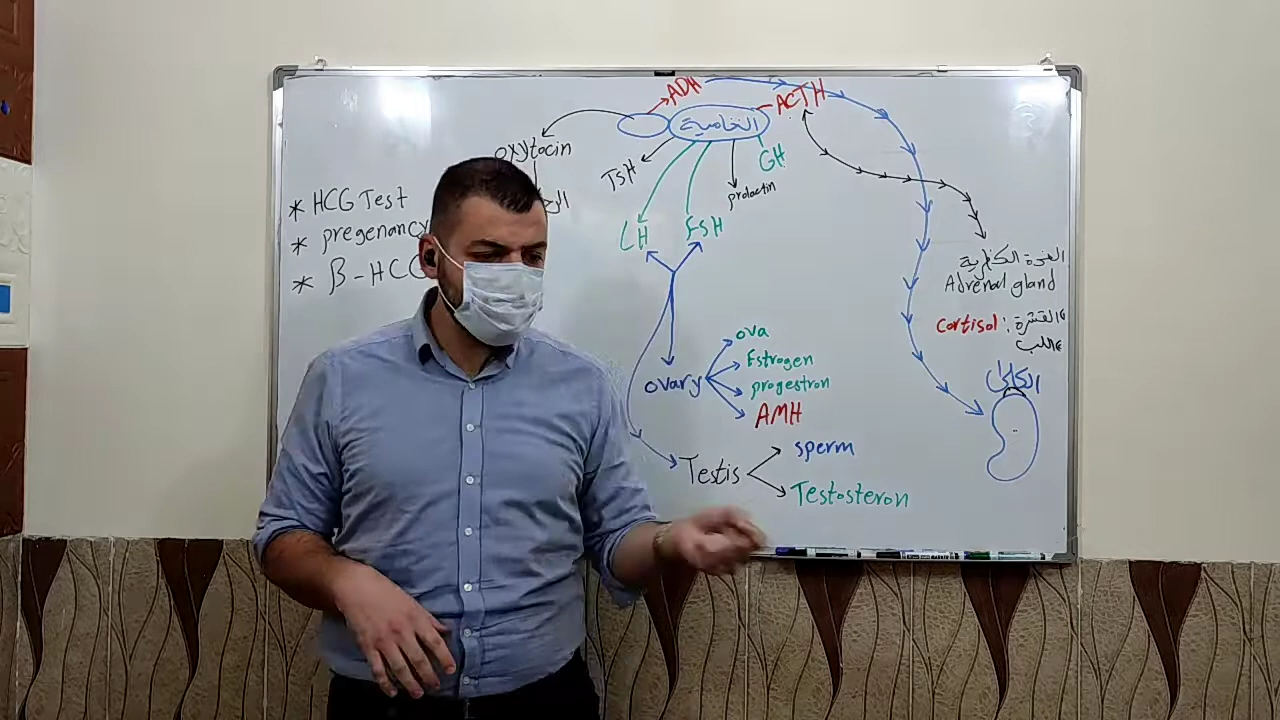 * HCG Test
* pregenancy
* β-HCG
ADH
ACTH
النخامية
oxytocin
TSH
GH
prolactin
LH
FSH
الغدة الكظرية
Adrenal gland
Cortisol : القشرة
اللب
الكلى
ovary
ova
Estrogen
progestron
AMH
Testis
sperm
Testosteron